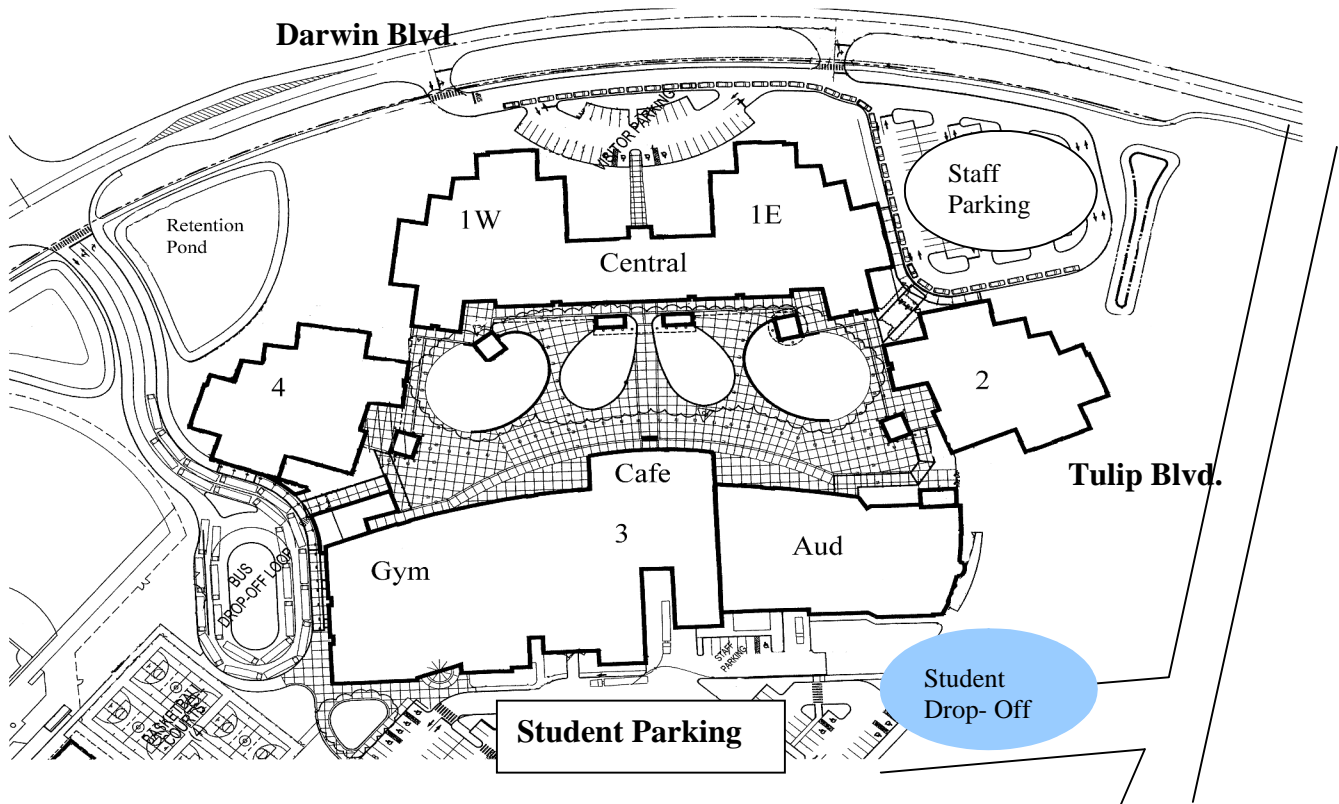 Darwin Blvd.
VISITOR PARKING
Staff
Parking
Retention
Pond
1W
1E
Central
4
2
Cafe
Tulip Blvd.
3
Aud
Gym
BUS
DROP-OFF LOOP
STAFF
PARKING
Student
Drop- Off
BASKETBALL
COURTS
4
Student Parking